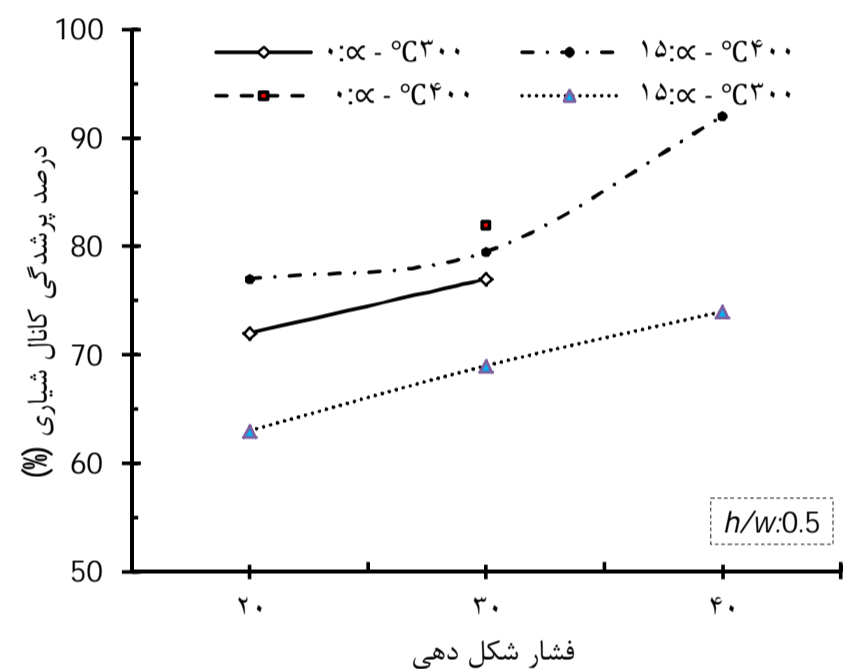 100
۰:∝ - °C۳۰۰
۱۵:∝ - °C۴۰۰
۰:∝ - °C۴۰۰
۱۵:∝ - °C۳۰۰
90
80
70
60
50
درصد پرشدگی کانال شیاری (%)
h/w:0.5
۲۰ ۳۰ ۴۰
فشار شکل دهی